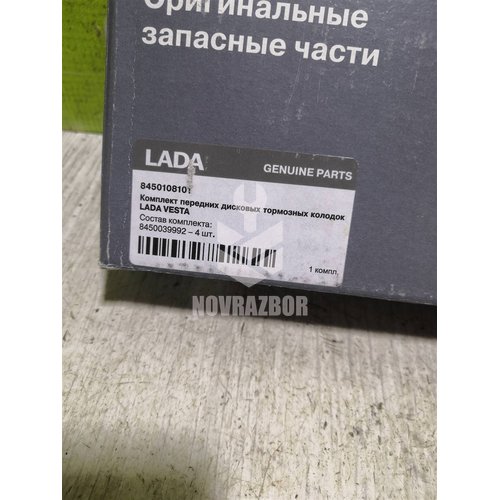 Оригинальные
запасные части
LADA
GENUINE PARTS
8450108101
Комплект передних дисковых тормозных колодок
LADA VESTA
Состав комплекта:
8450039992 – 4 шт.
1 компл.
NOVRAZBOR